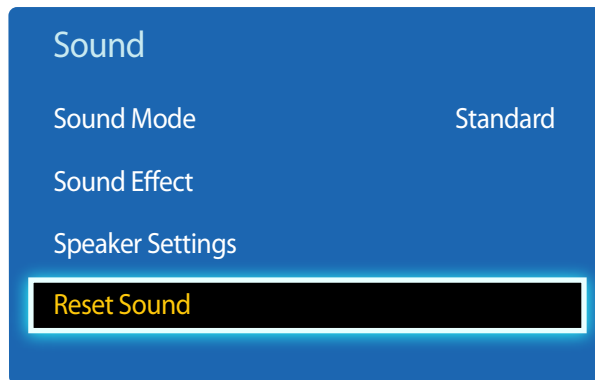 Sound
Sound Mode Standard
Sound Effect
Speaker Settings
Reset Sound